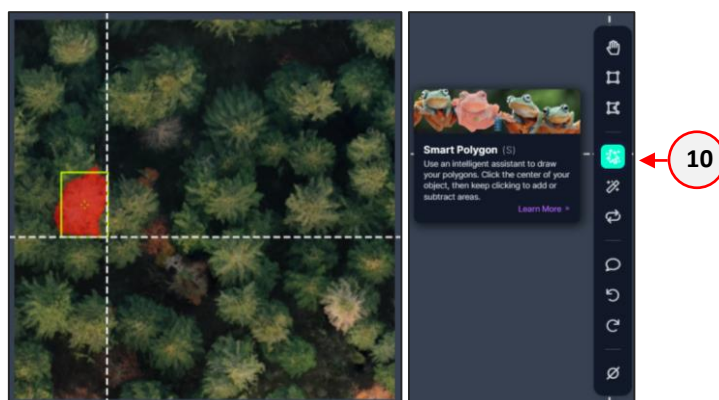 Smart Polygon (S)
Use an intelligent assistant to draw
your polygons. Click the center of your
object, then keep clicking to add or
subtract areas.
Learn More »
10